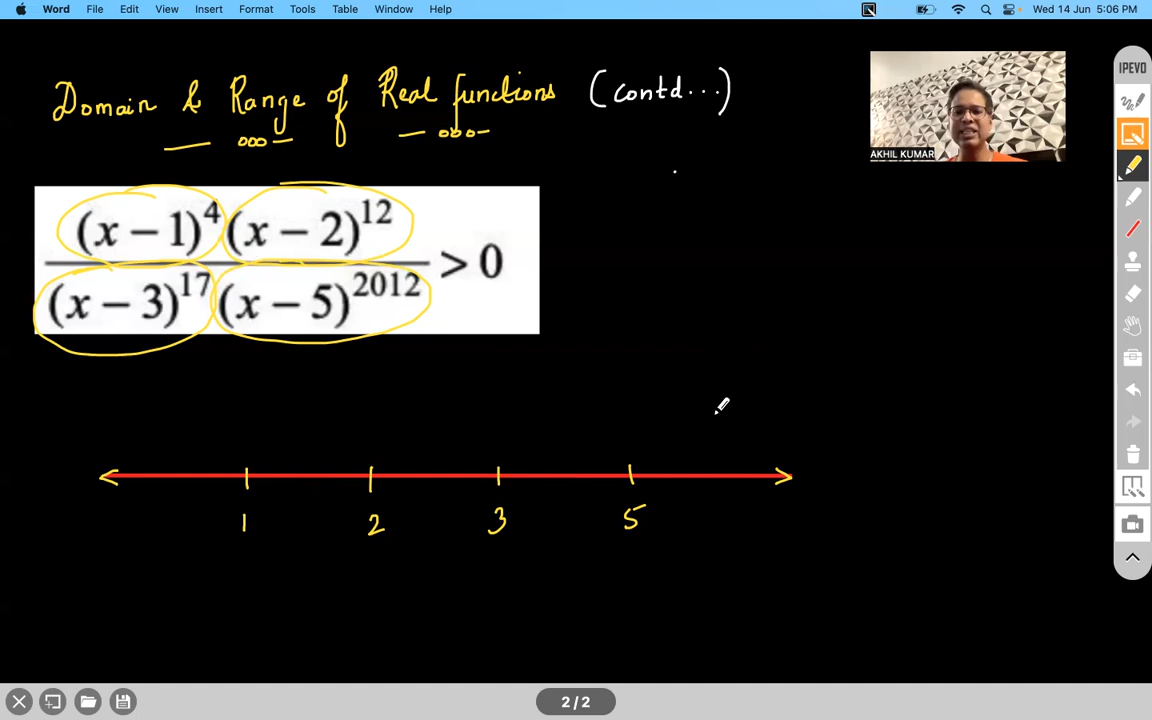 Word File Edit View Insert Format Tools Table Window Help Wed 14 Jun 5:06 PM
Domain & Range of Real functions (contd...)
AKHIL KUMAR
IPEVO
(x − 1)^4 (x − 2)^12
(x − 3)^17 (x − 5)^2012
> 0
1 2 3 5
2 / 2